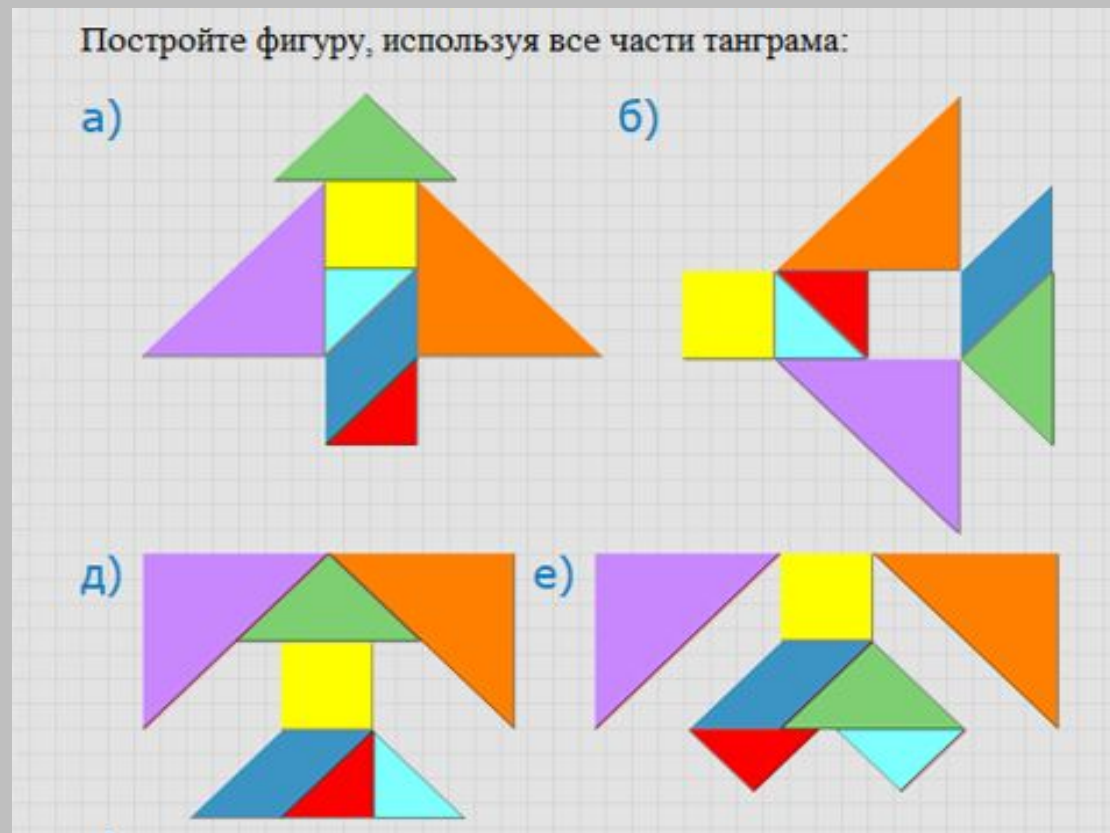 Постройте фигуру, используя все части танграма:
а)
б)
д)
е)